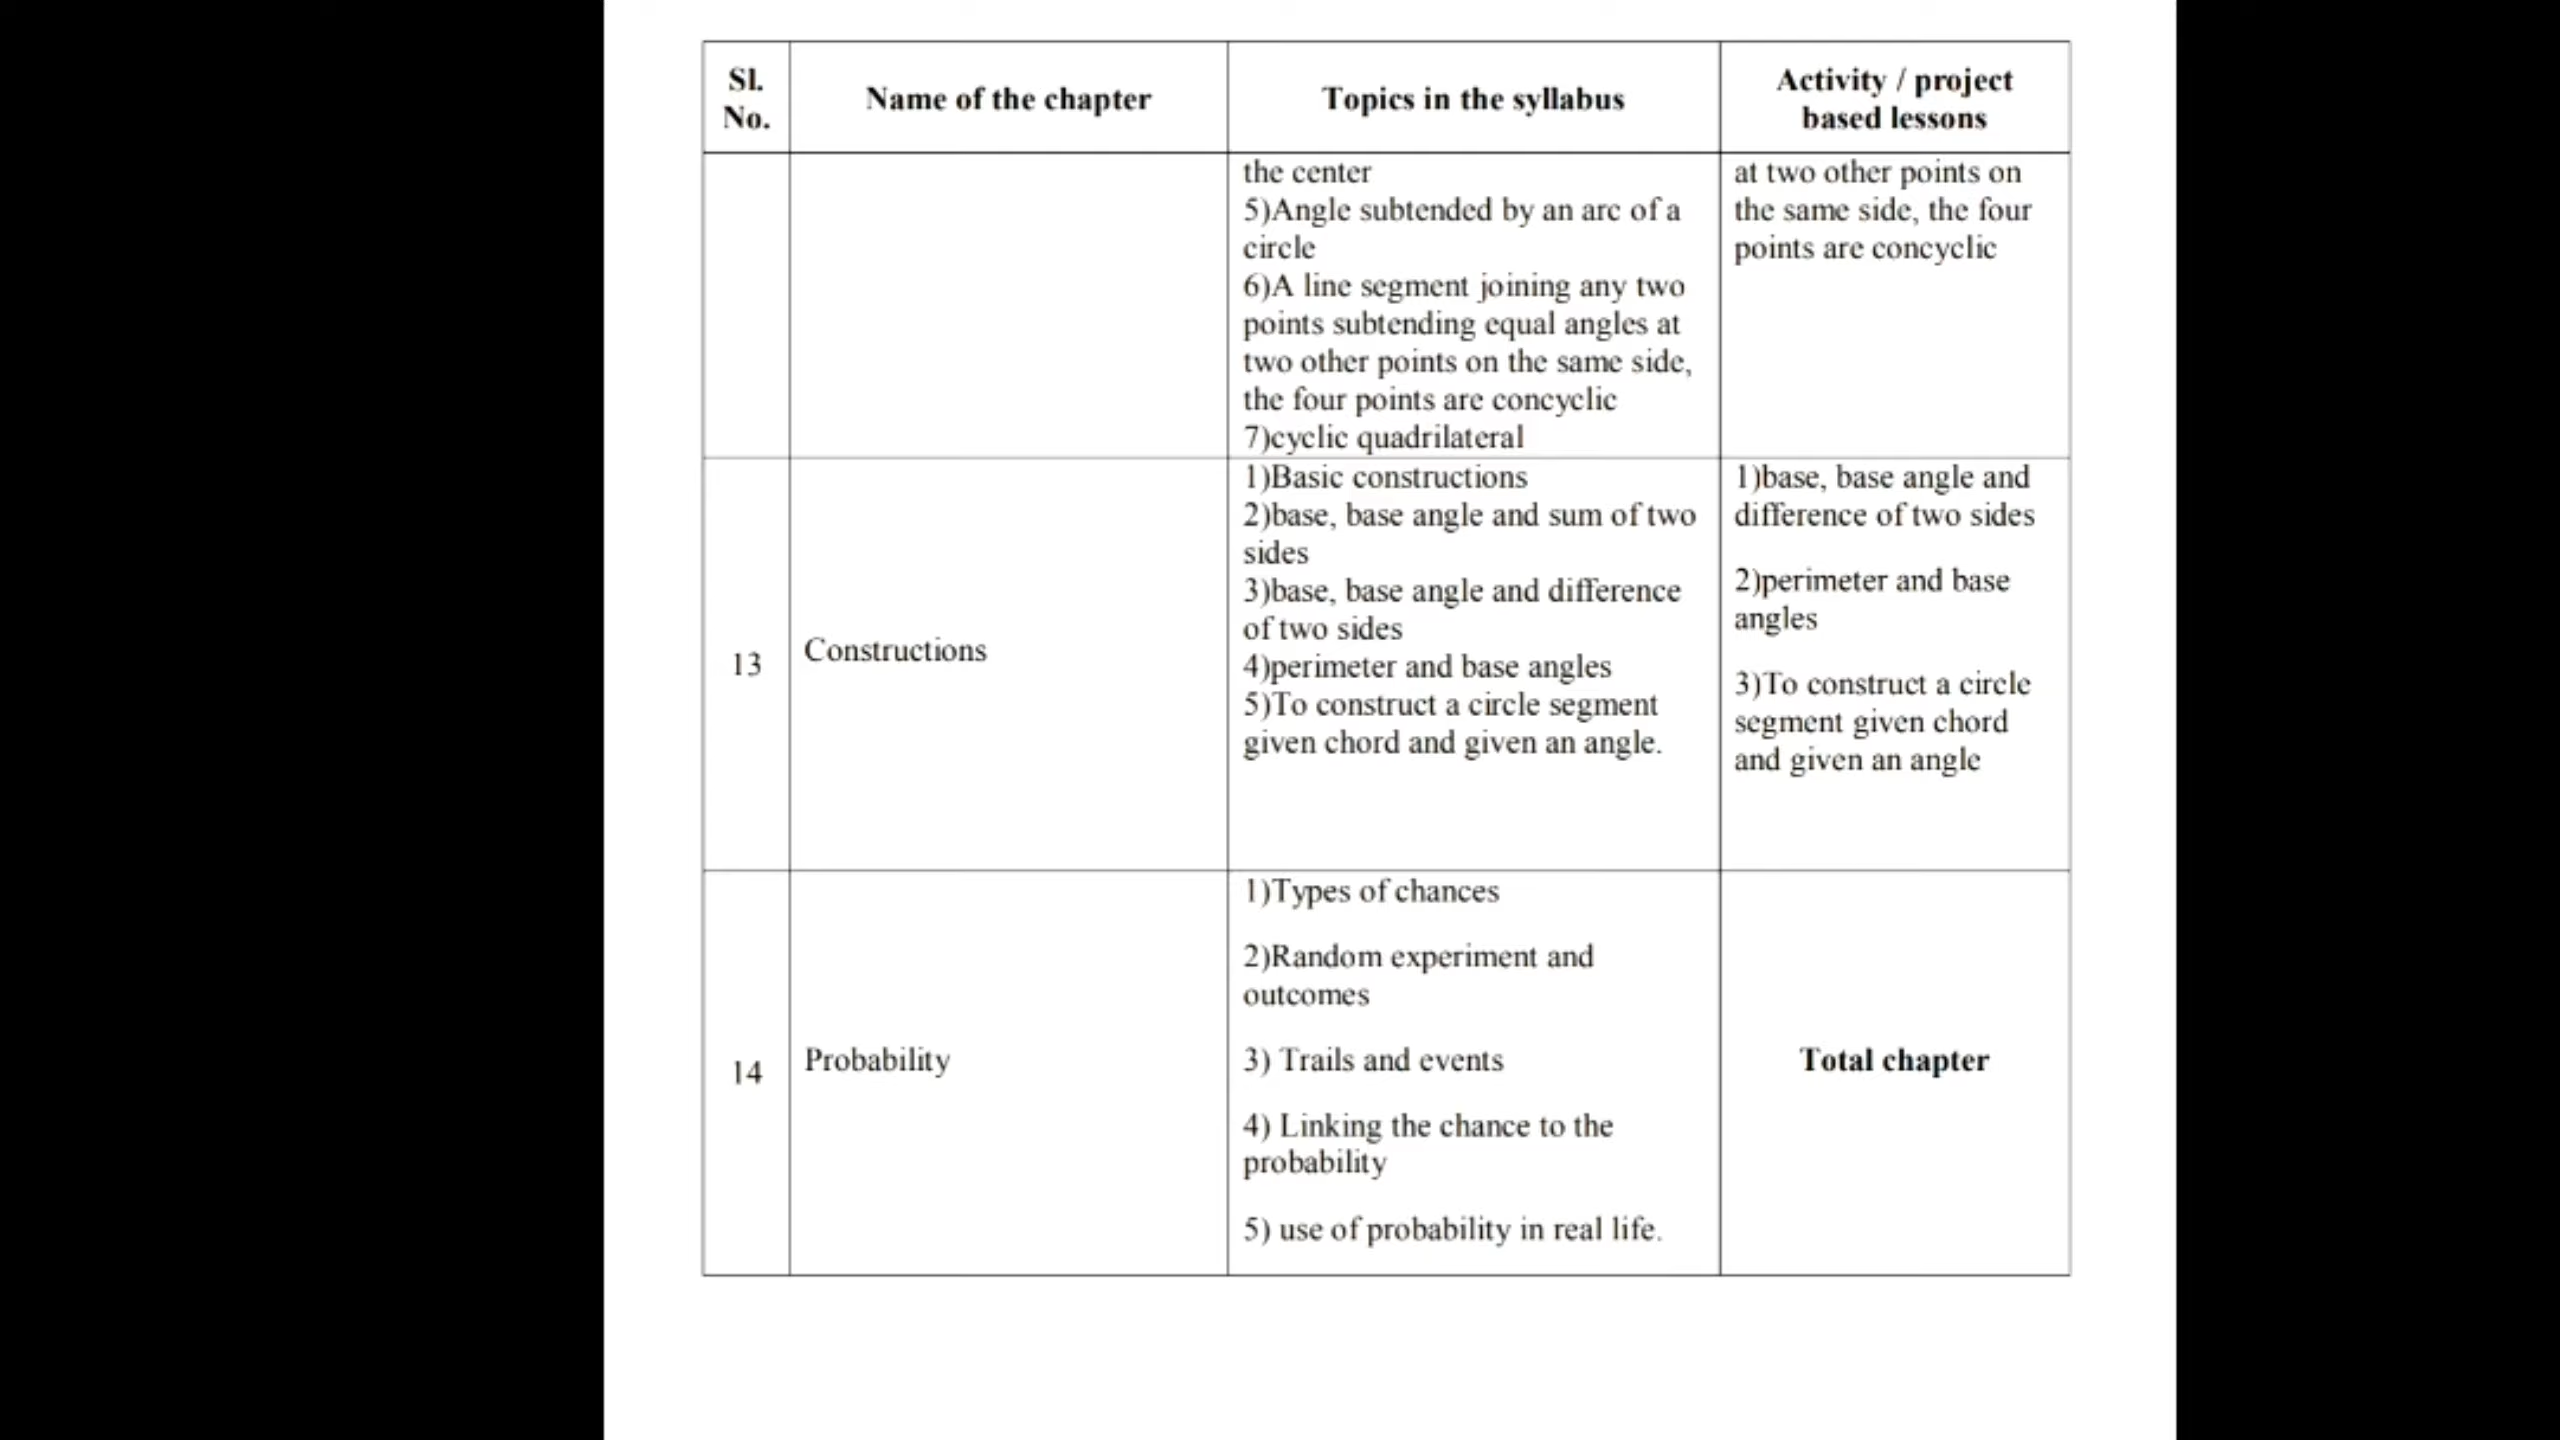 Sl.
No.
Name of the chapter
Topics in the syllabus
Activity / project
based lessons
the center
5)Angle subtended by an arc of a
circle
6)A line segment joining any two
points subtending equal angles at
two other points on the same side,
the four points are concyclic
7)cyclic quadrilateral
at two other points on
the same side, the four
points are concyclic
13
Constructions
1)Basic constructions
2)base, base angle and sum of two
sides
3)base, base angle and difference
of two sides
4)perimeter and base angles
5)To construct a circle segment
given chord and given an angle.
1)base, base angle and
difference of two sides
2)perimeter and base
angles
3)To construct a circle
segment given chord
and given an angle
14
Probability
1)Types of chances
2)Random experiment and
outcomes
3) Trails and events
4) Linking the chance to the
probability
5) use of probability in real life.
Total chapter